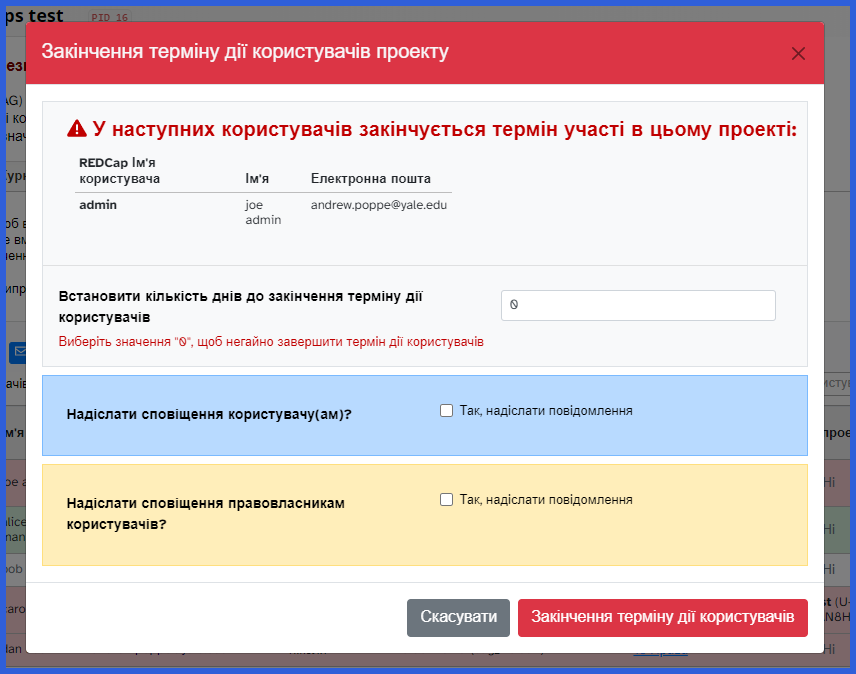 ps test PID 16
Закінчення терміну дії користувачів проекту
У наступних користувачів закінчується термін участі в цьому проекті:
REDCap Ім'я
користувача Ім'я Електронна пошта
admin joe andrew.poppe@yale.edu
admin
Встановити кількість днів до закінчення терміну дії
користувачів
0
Виберіть значення "0", щоб негайно завершити термін дії користувачів
Надіслати сповіщення користувачу(ам)? Так, надіслати повідомлення
Надіслати сповіщення правовласникам
користувачів?
Так, надіслати повідомлення
Скасувати Закінчення терміну дії користувачів